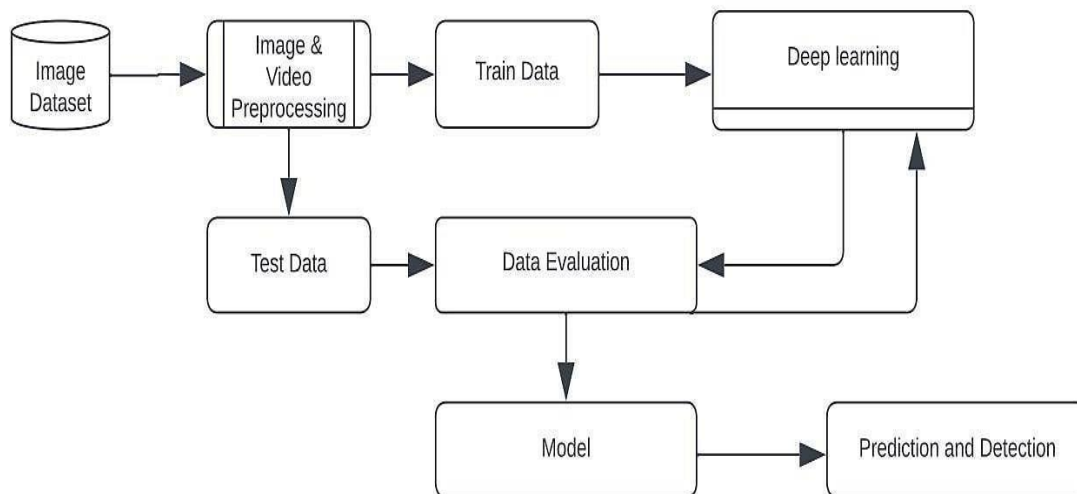 Image
Dataset
Image &
Video
Preprocessing
Train Data
Deep learning
Test Data
Data Evaluation
Model
Prediction and Detection